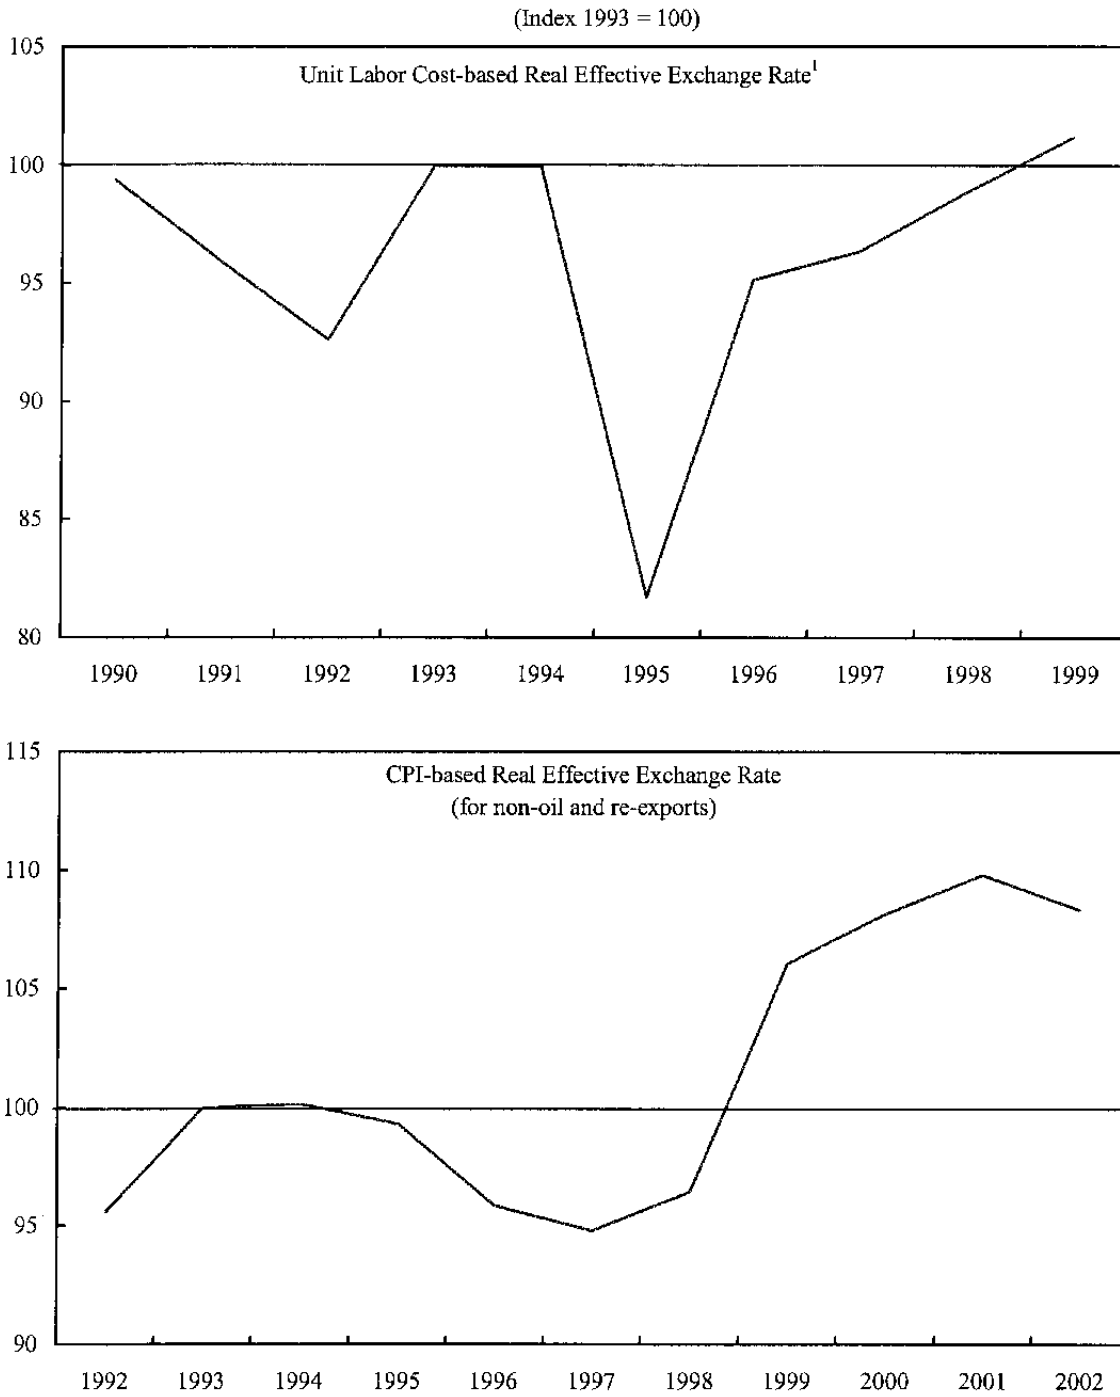 (Index 1993 = 100)
105
Unit Labor Cost-based Real Effective Exchange Rate¹
100
95
90
85
80
1990 1991 1992 1993 1994 1995 1996 1997 1998 1999
115
CPI-based Real Effective Exchange Rate
(for non-oil and re-exports)
110
105
100
95
90
1992 1993 1994 1995 1996 1997 1998 1999 2000 2001 2002